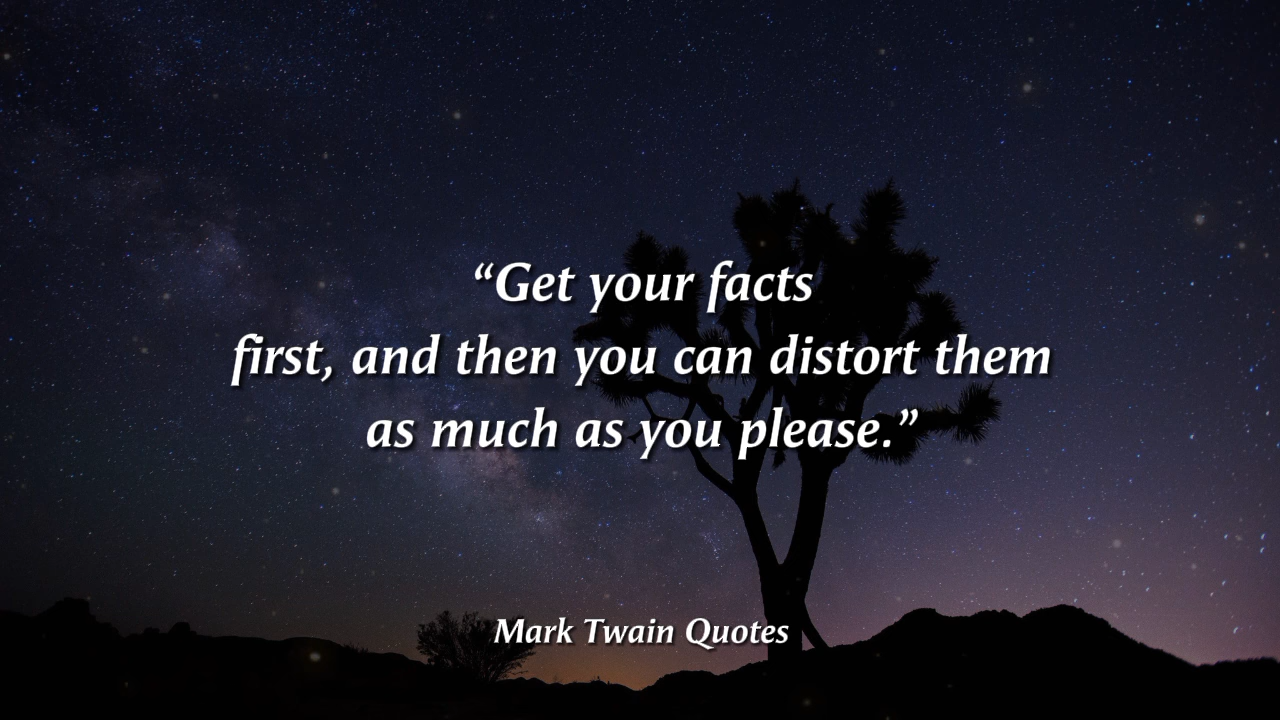 “Get your facts
first, and then you can distort them
as much as you please.”
Mark Twain Quotes